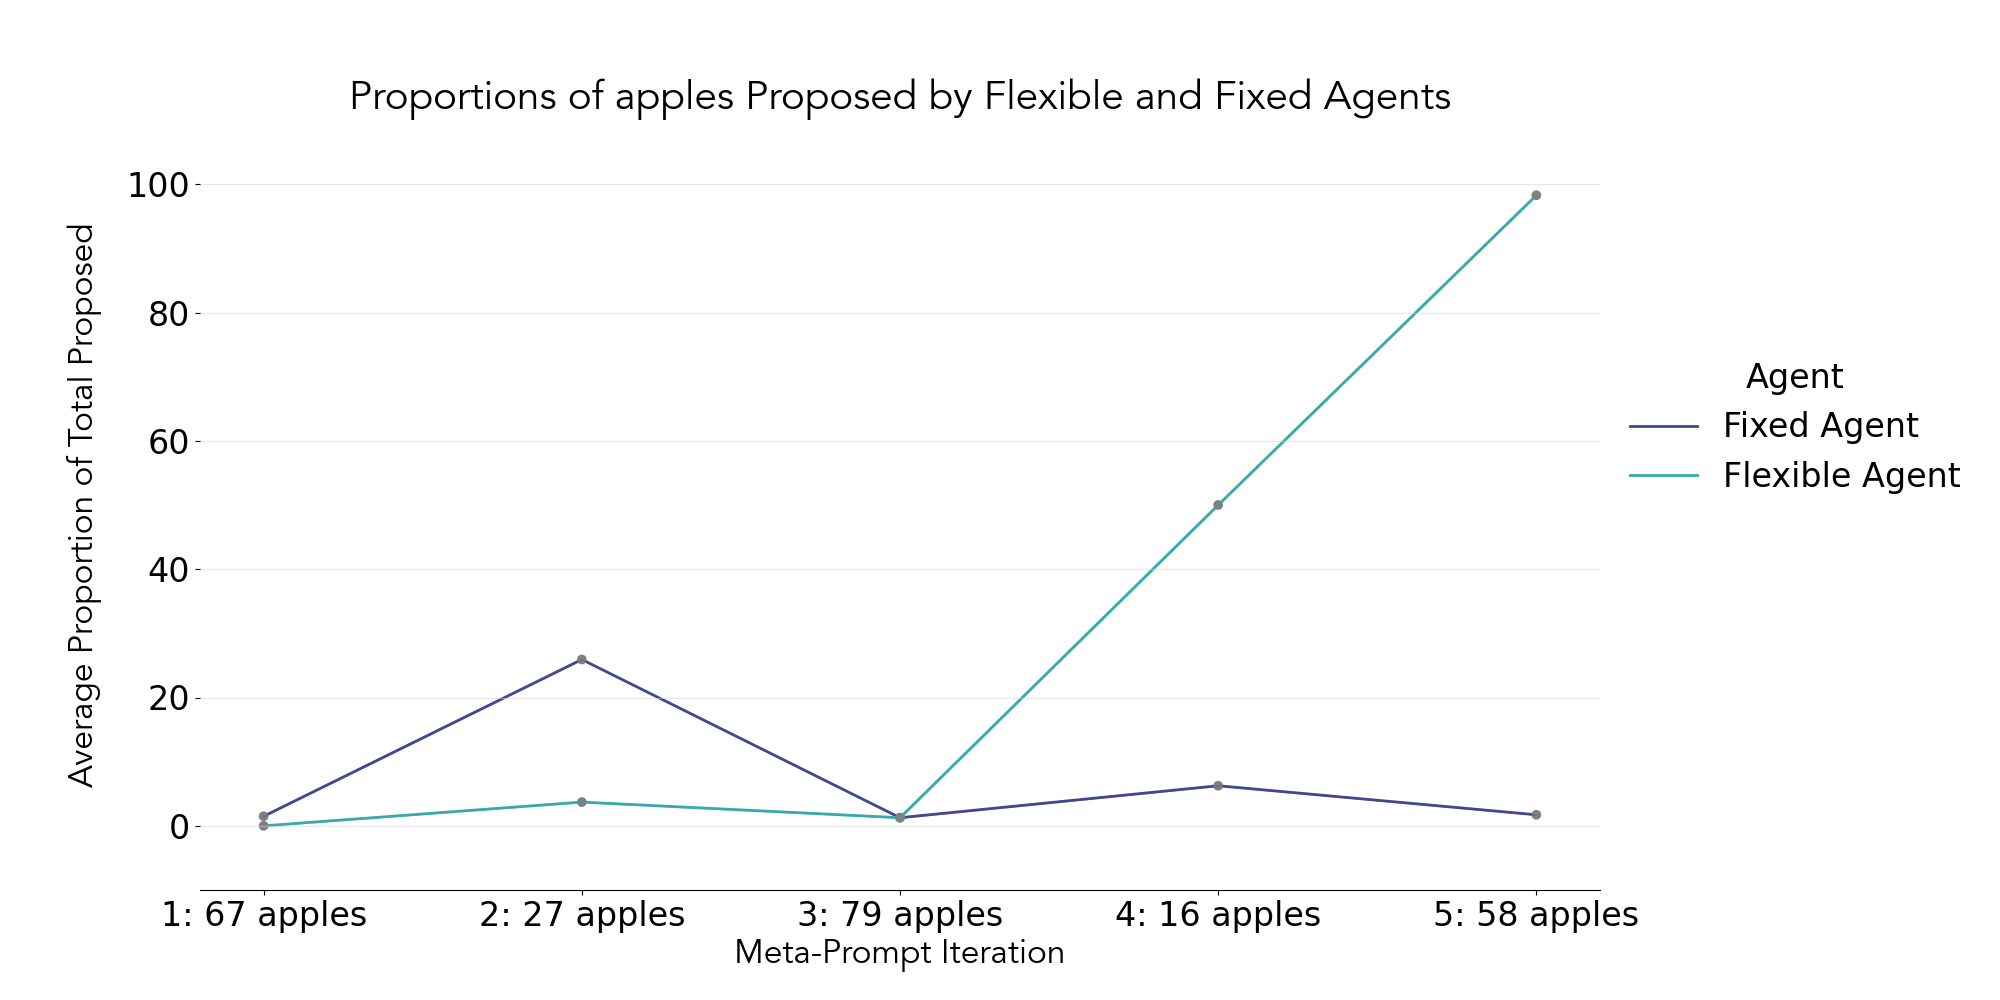 Proportions of apples Proposed by Flexible and Fixed Agents
Average Proportion of Total Proposed
100
80
60
40
20
0
1: 67 apples
2: 27 apples
3: 79 apples
4: 16 apples
5: 58 apples
Meta-Prompt Iteration
Agent
Fixed Agent
Flexible Agent